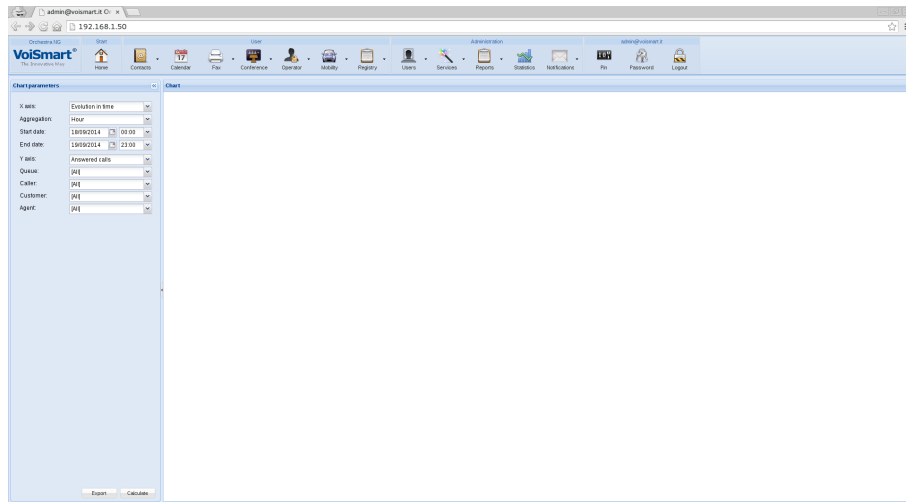 admin@voismart.it Or ×
192.168.1.50
Orchestra NG Start User Administration admin@voismart.it
VoiSmart®
The Innovative Way
Home Contacts Calendar Fax Conference Operator Mobility Registry Users Services Reports Statistics Notifications Pin Password Logout
Chart parameters « Chart
X axis: Evolution in time
Aggregation: Hour
Start date: 18/09/2014 00:00
End date: 19/09/2014 23:00
Y axis: Answered calls
Queue: [All]
Caller: [All]
Customer: [All]
Agent: [All]
Export Calculate